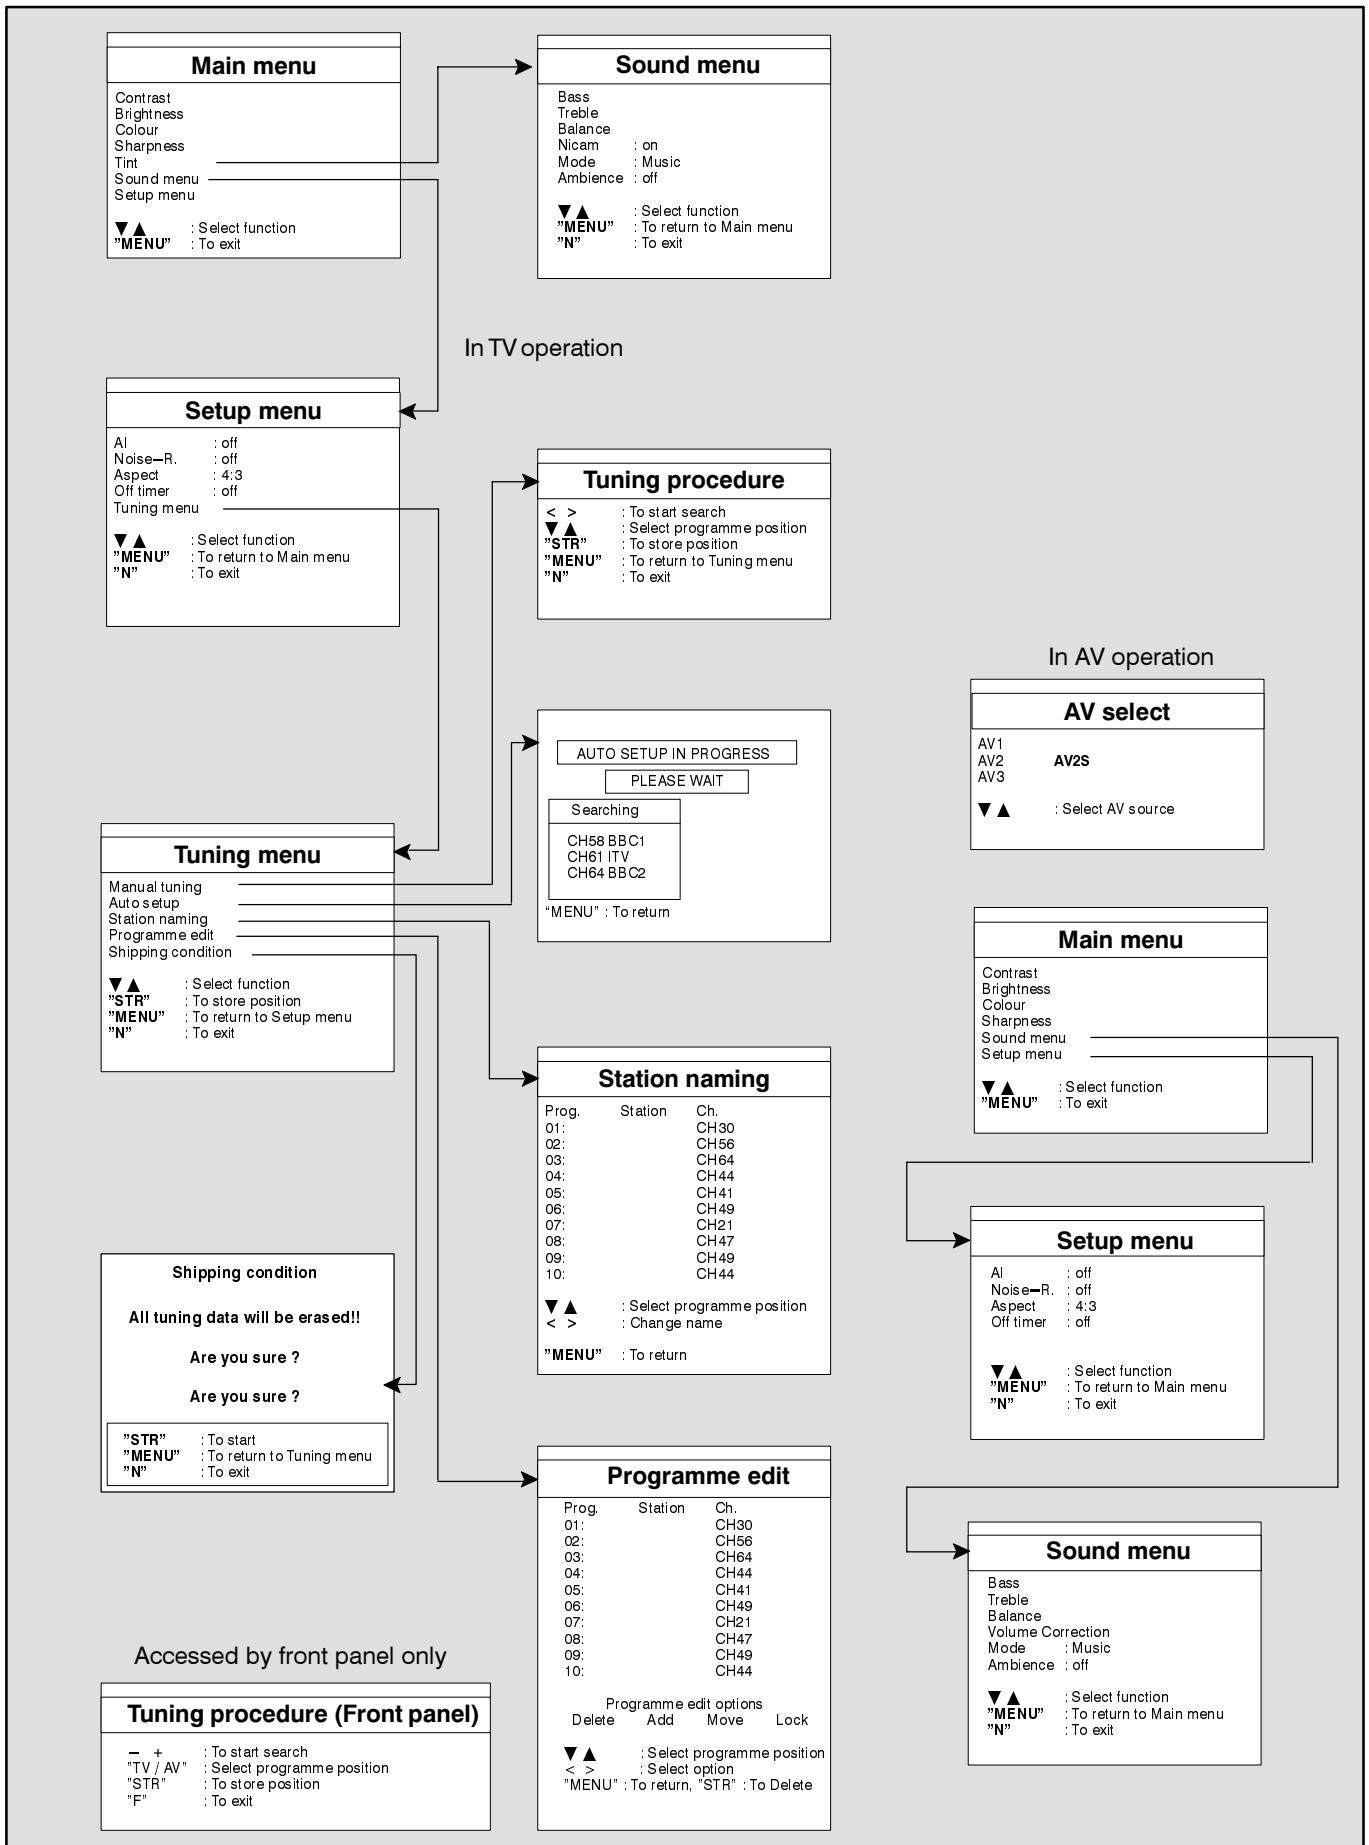 Main menu
Contrast
Brightness
Colour
Sharpness
Tint
Sound menu
Setup menu
▼ ▲ : Select function
"MENU" : To exit
Sound menu
Bass
Treble
Balance
Nicam : on
Mode : Music
Ambience : off
▼ ▲ : Select function
"MENU" : To return to Main menu
"N" : To exit
In TV operation
Setup menu
AI : off
Noise–R. : off
Aspect : 4:3
Off timer : off
Tuning menu
▼ ▲ : Select function
"MENU" : To return to Main menu
"N" : To exit
Tuning procedure
< > : To start search
▼ ▲ : Select programme position
"STR" : To store position
"MENU" : To return to Tuning menu
"N" : To exit
AUTO SETUP IN PROGRESS
PLEASE WAIT
Searching
CH58 BBC1
CH61 ITV
CH64 BBC2
"MENU" : To return
Tuning menu
Manual tuning
Auto setup
Station naming
Programme edit
Shipping condition
▼ ▲ : Select function
"STR" : To store position
"MENU" : To return to Setup menu
"N" : To exit
Station naming
Prog. Station Ch.
01: CH30
02: CH56
03: CH64
04: CH44
05: CH41
06: CH49
07: CH21
08: CH47
09: CH49
10: CH44
▼ ▲ : Select programme position
< > : Change name
"MENU" : To return
Shipping condition
All tuning data will be erased!!
Are you sure ?
Are you sure ?
"STR" : To start
"MENU" : To return to Tuning menu
"N" : To exit
Programme edit
Prog. Station Ch.
01: CH30
02: CH56
03: CH64
04: CH44
05: CH41
06: CH49
07: CH21
08: CH47
09: CH49
10: CH44
Programme edit options
Delete Add Move Lock
▼ ▲ : Select programme position
< > : Select option
"MENU" : To return, "STR" : To Delete
Accessed by front panel only
Tuning procedure (Front panel)
– + : To start search
"TV / AV" : Select programme position
"STR" : To store position
"F" : To exit
In AV operation
AV select
AV1
AV2 AV2S
AV3
▼ ▲ : Select AV source
Main menu
Contrast
Brightness
Colour
Sharpness
Sound menu
Setup menu
▼ ▲ : Select function
"MENU" : To exit
Setup menu
AI : off
Noise–R. : off
Aspect : 4:3
Off timer : off
▼ ▲ : Select function
"MENU" : To return to Main menu
"N" : To exit
Sound menu
Bass
Treble
Balance
Volume Correction
Mode : Music
Ambience : off
▼ ▲ : Select function
"MENU" : To return to Main menu
"N" : To exit